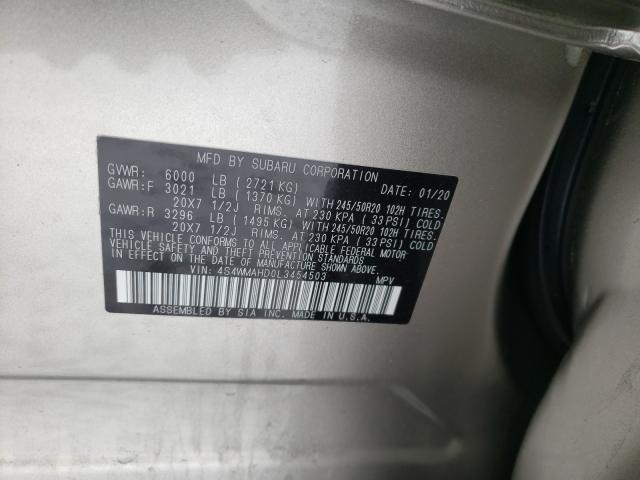 MFD BY SUBARU CORPORATION
GVWR: 6000 LB (2721 KG) DATE: 01/20
GAWR:F 3021 LB (1370 KG) WITH 245/50R20 102H TIRES.
20X7 1/2J RIMS. AT 230 KPA (33 PSI) COLD
GAWR:R 3296 LB (1495 KG) WITH 245/50R20 102H TIRES.
20X7 1/2J RIMS. AT 230 KPA (33 PSI) COLD
THIS VEHICLE CONFORMS TO ALL APPLICABLE FEDERAL MOTOR-
VEHICLE SAFETY AND THEFT PREVENTION STANDARDS
IN EFFECT ON THE DATE OF MANUFACTURE SHOWN ABOVE.
VIN: 4S4WMAHD0L3454503
MPV
ASSEMBLED BY SIA INC. MADE IN U.S.A.